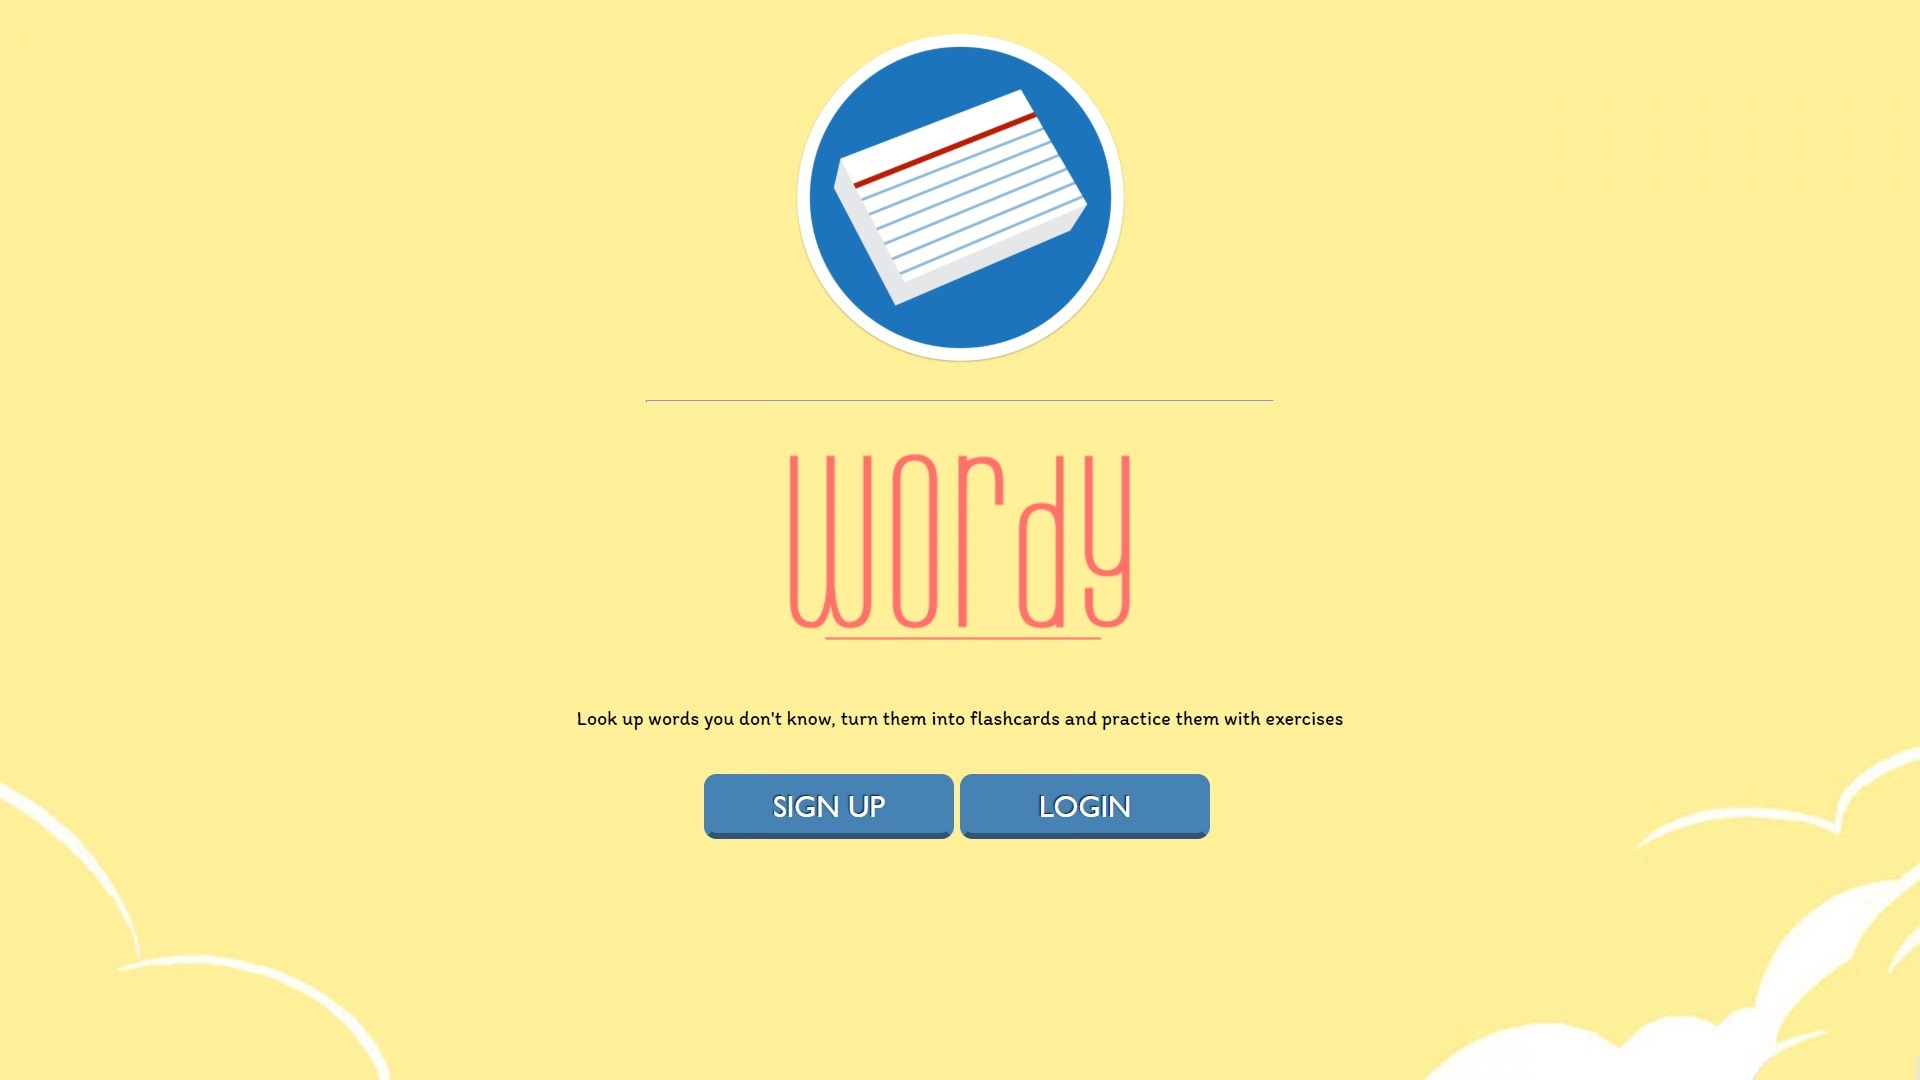 wordy
Look up words you don't know, turn them into flashcards and practice them with exercises
SIGN UP
LOGIN